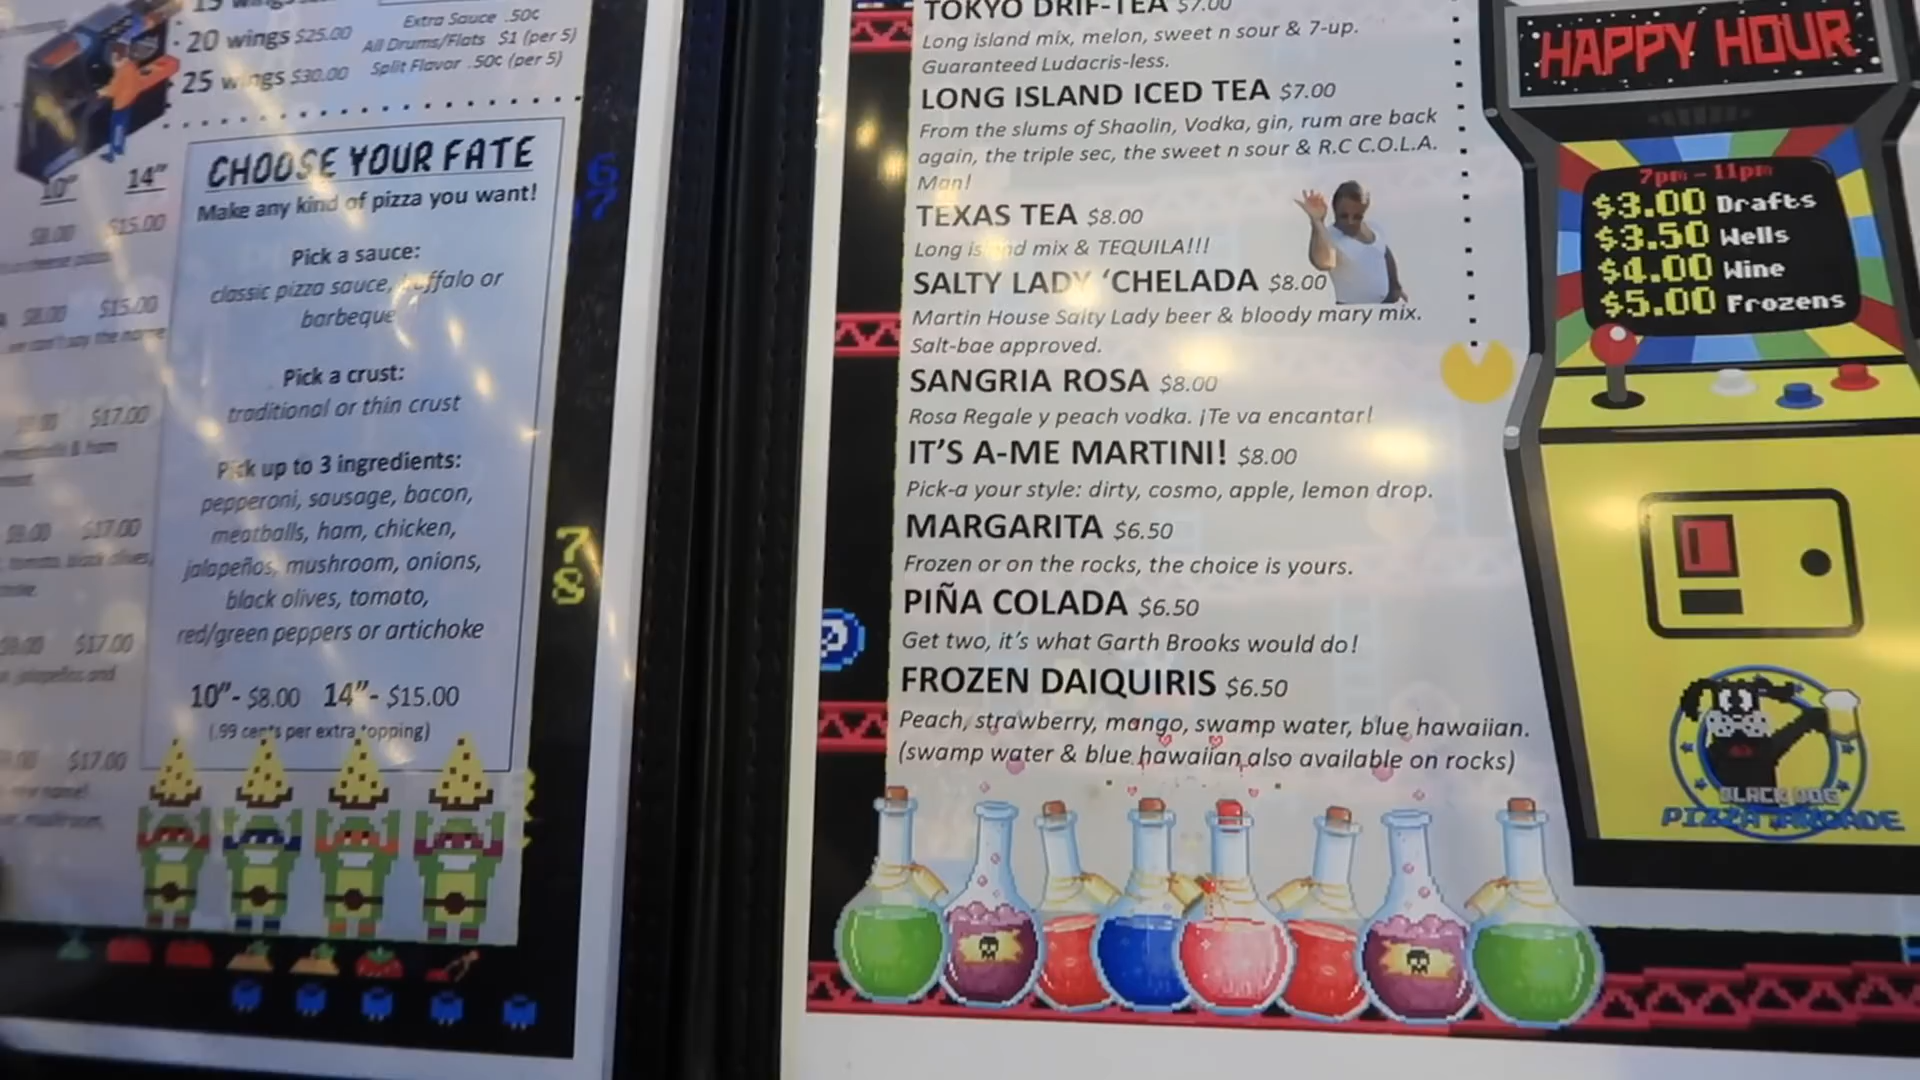 20 wings $25.00
25 wings $30.00
Extra Sauce .50¢
All Drums/Flats $1 (per 5)
Split Flavor .50¢ (per 5)
10" 14"
$8.00 $15.00
$8.00 $15.00
$17.00
$9.00 $17.00
$17.00
$17.00
CHOOSE YOUR FATE
Make any kind of pizza you want!
Pick a sauce:
classic pizza sauce, buffalo or
barbeque
Pick a crust:
traditional or thin crust
Pick up to 3 ingredients:
pepperoni, sausage, bacon,
meatballs, ham, chicken,
jalapeños, mushroom, onions,
black olives, tomato,
red/green peppers or artichoke
10"- $8.00 14"- $15.00
(.99 cents per extra topping)
6
7
7
8
TOKYO DRIF-TEA $7.00
Long island mix, melon, sweet n sour & 7-up.
Guaranteed Ludacris-less.
LONG ISLAND ICED TEA $7.00
From the slums of Shaolin, Vodka, gin, rum are back
again, the triple sec, the sweet n sour & R.C C.O.L.A.
Man!
TEXAS TEA $8.00
Long island mix & TEQUILA!!!
SALTY LADY ‘CHELADA $8.00
Martin House Salty Lady beer & bloody mary mix.
Salt-bae approved.
SANGRIA ROSA $8.00
Rosa Regale y peach vodka. ¡Te va encantar!
IT’S A-ME MARTINI! $8.00
Pick-a your style: dirty, cosmo, apple, lemon drop.
MARGARITA $6.50
Frozen or on the rocks, the choice is yours.
PIÑA COLADA $6.50
Get two, it’s what Garth Brooks would do!
FROZEN DAIQUIRIS $6.50
Peach, strawberry, mango, swamp water, blue hawaiian.
(swamp water & blue hawaiian also available on rocks)
HAPPY HOUR
7pm - 11pm
$3.00 Drafts
$3.50 Wells
$4.00 Wine
$5.00 Frozens
BLACK DOG
PIZZA ARCADE